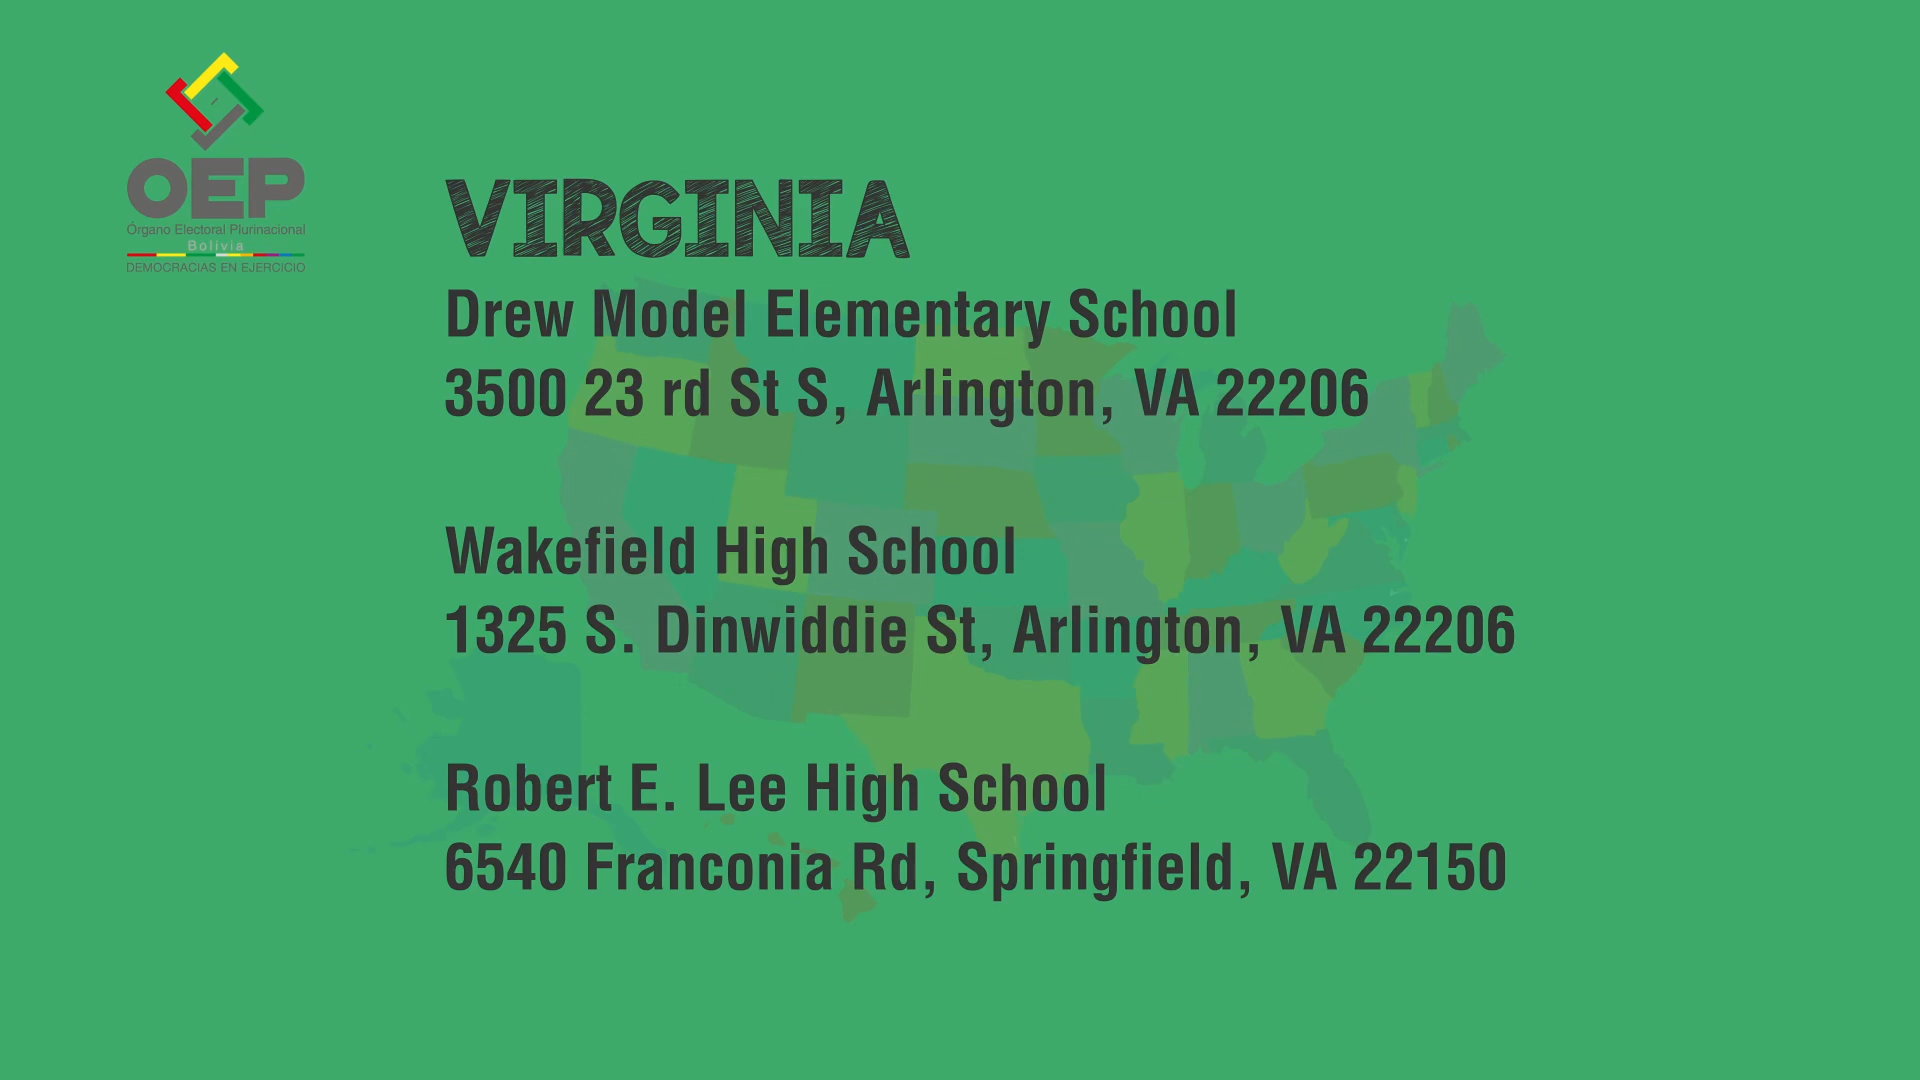 OEP
Órgano Electoral Plurinacional
Bolivia
DEMOCRACIAS EN EJERCICIO
VIRGINIA
Drew Model Elementary School
3500 23 rd St S, Arlington, VA 22206
Wakefield High School
1325 S. Dinwiddie St, Arlington, VA 22206
Robert E. Lee High School
6540 Franconia Rd, Springfield, VA 22150